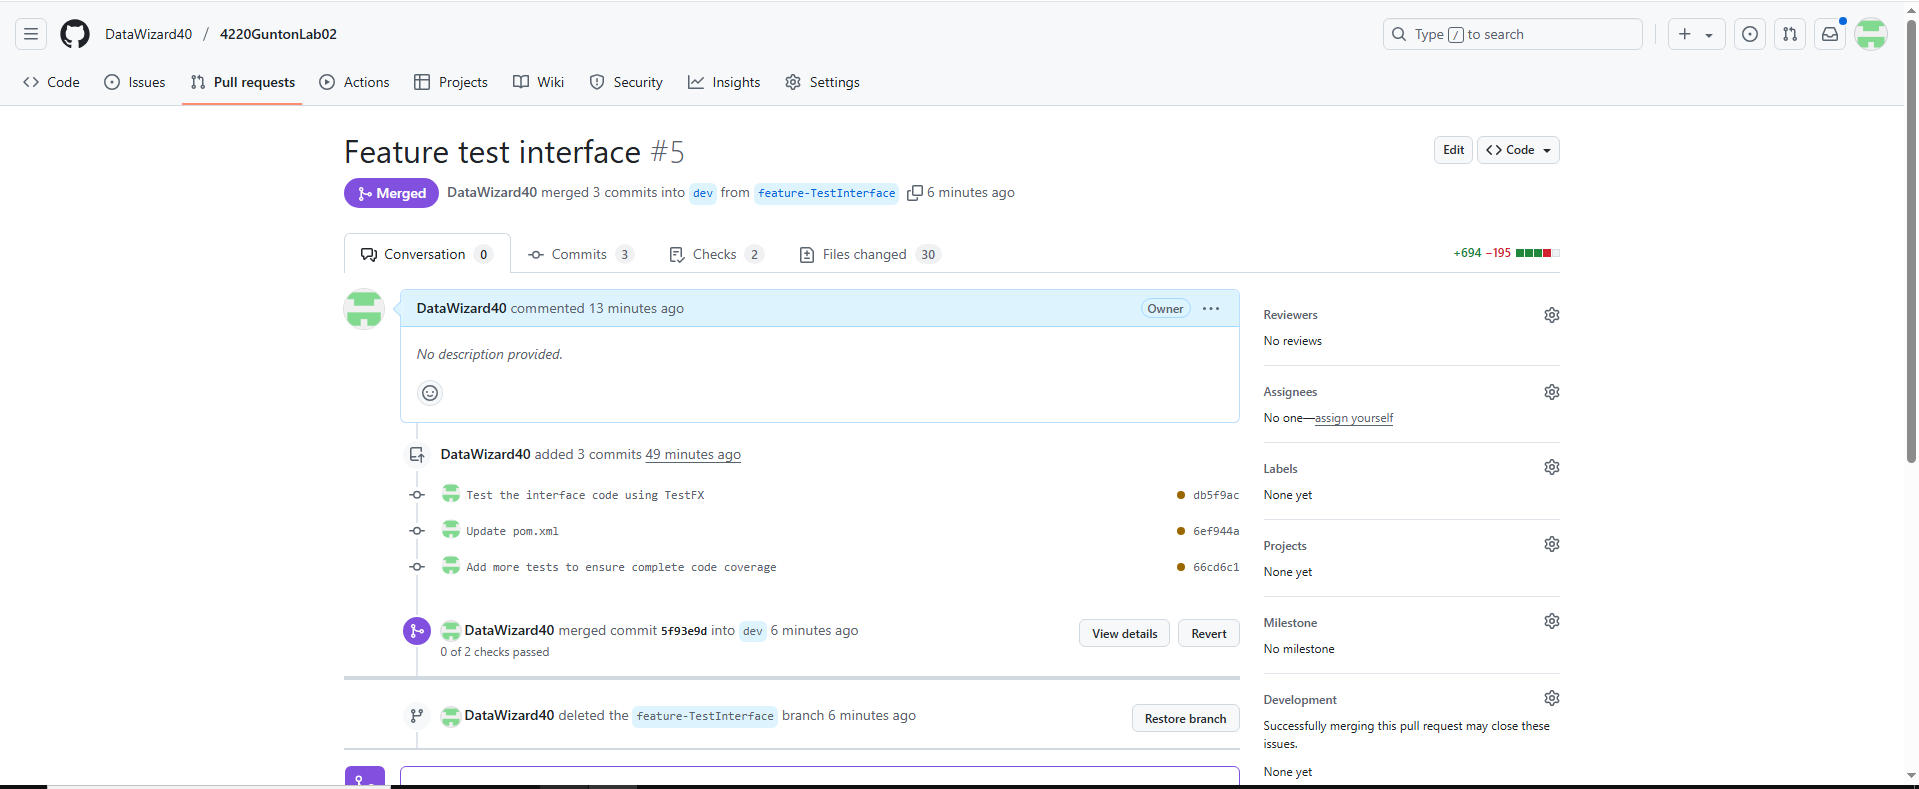 DataWizard40 / 4220GuntonLab02
Type / to search
Code Issues Pull requests Actions Projects Wiki Security Insights Settings
Feature test interface #5
Edit
Code
Merged
DataWizard40 merged 3 commits into dev from feature-TestInterface 6 minutes ago
Conversation 0
Commits 3
Checks 2
Files changed 30
+694 −195
DataWizard40 commented 13 minutes ago
Owner
No description provided.
DataWizard40 added 3 commits 49 minutes ago
Test the interface code using TestFX db5f9ac
Update pom.xml 6ef944a
Add more tests to ensure complete code coverage 66cd6c1
DataWizard40 merged commit 5f93e9d into dev 6 minutes ago
0 of 2 checks passed
View details
Revert
DataWizard40 deleted the feature-TestInterface branch 6 minutes ago
Restore branch
Reviewers
No reviews
Assignees
No one—assign yourself
Labels
None yet
Projects
None yet
Milestone
No milestone
Development
Successfully merging this pull request may close these
issues.
None yet